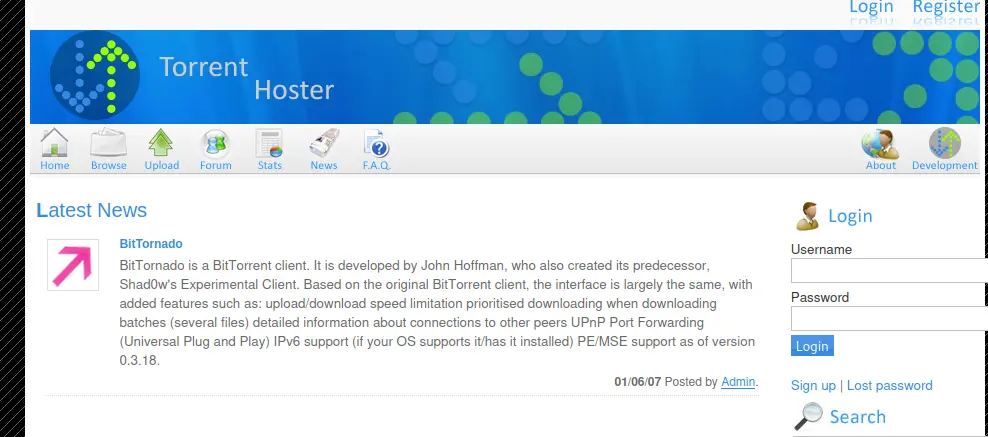 Login Register
Torrent
Hoster
Home Browse Upload Forum Stats News F.A.Q. About Development
Latest News
BitTornado
BitTornado is a BitTorrent client. It is developed by John Hoffman, who also created its predecessor,
Shad0w's Experimental Client. Based on the original BitTorrent client, the interface is largely the same, with
added features such as: upload/download speed limitation prioritised downloading when downloading
batches (several files) detailed information about connections to other peers UPnP Port Forwarding
(Universal Plug and Play) IPv6 support (if your OS supports it/has it installed) PE/MSE support as of version
0.3.18.
01/06/07 Posted by Admin.
Login
Username
Password
Login
Sign up | Lost password
Search